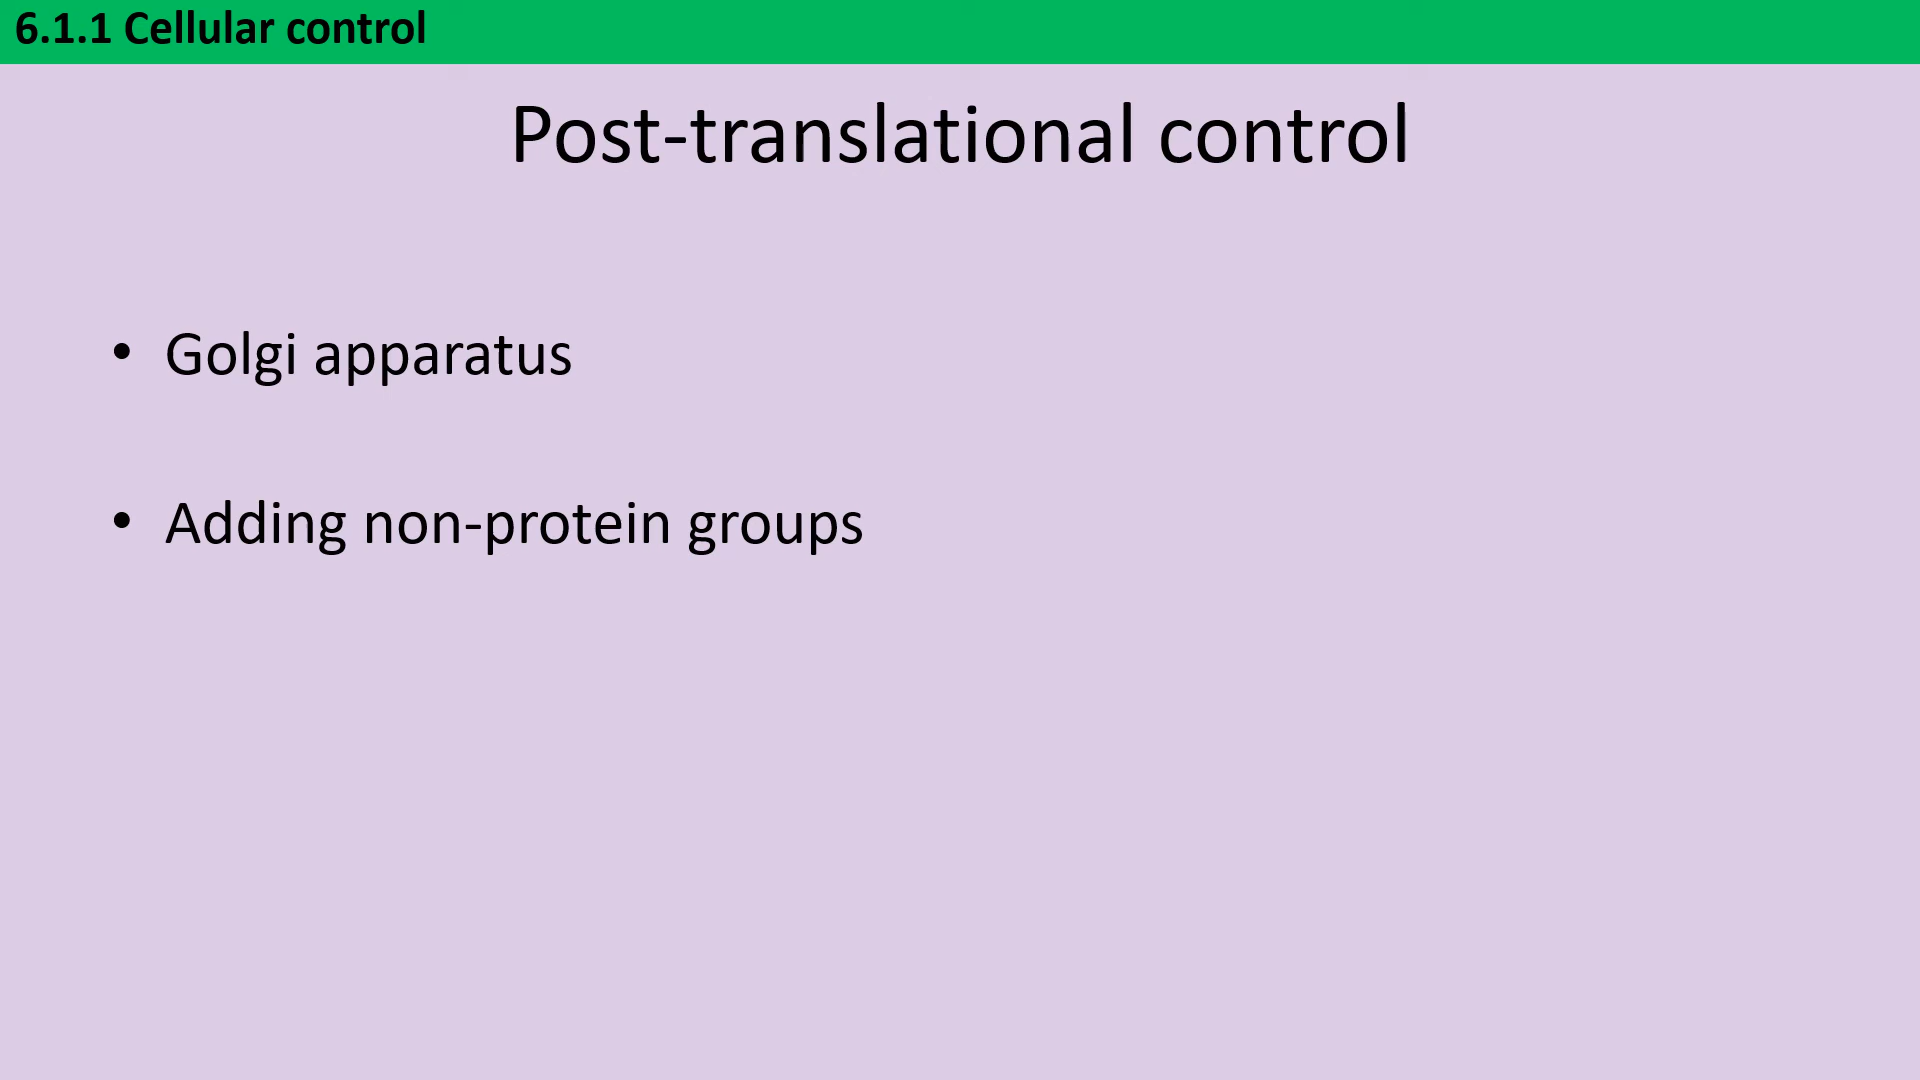 6.1.1 Cellular control
Post-translational control
• Golgi apparatus
• Adding non-protein groups